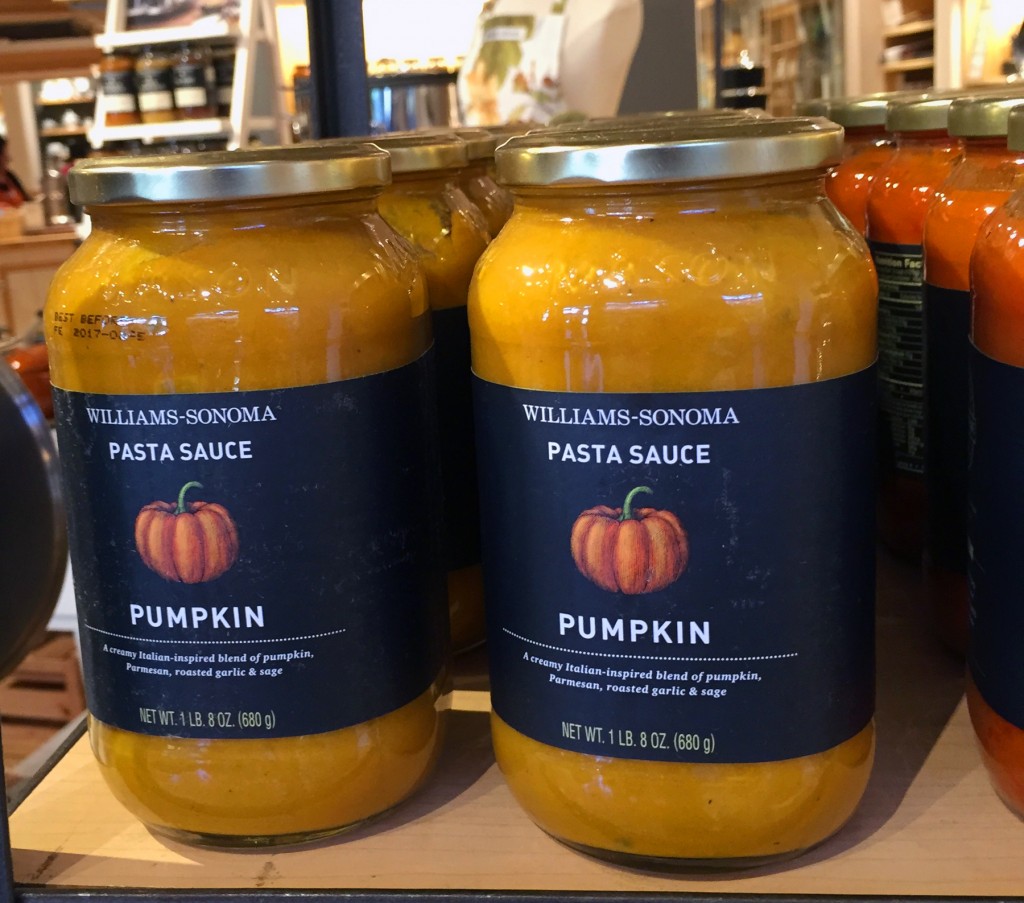 BEST BEFORE
WILLIAMS-SONOMA
PASTA SAUCE
PUMPKIN
A creamy Italian-inspired blend of pumpkin,
Parmesan, roasted garlic & sage
NET WT. 1 LB. 8 OZ. (680 g)
WILLIAMS-SONOMA
PASTA SAUCE
PUMPKIN
A creamy Italian-inspired blend of pumpkin,
Parmesan, roasted garlic & sage
NET WT. 1 LB. 8 OZ. (680 g)